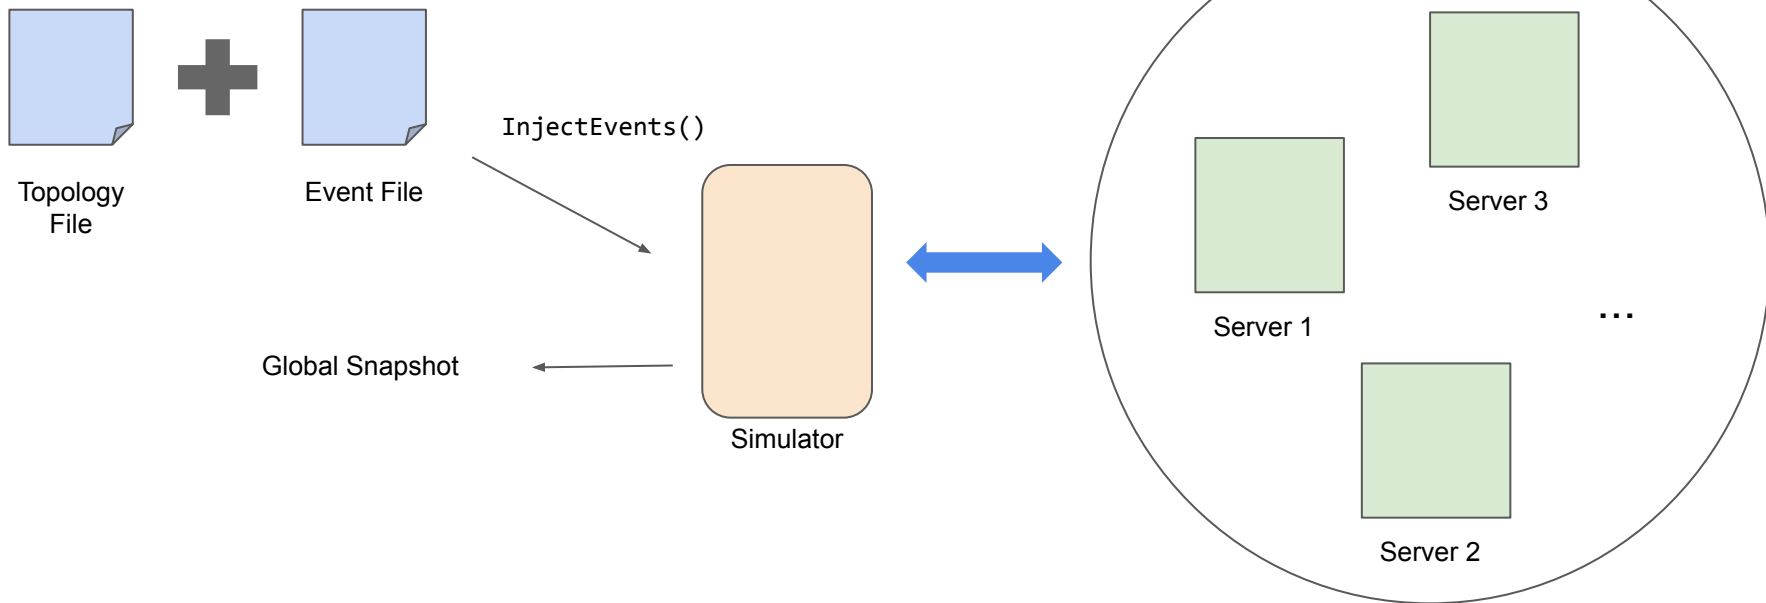 Topology
File
Event File
InjectEvents()
Global Snapshot
Simulator
Server 3
Server 1
...
Server 2